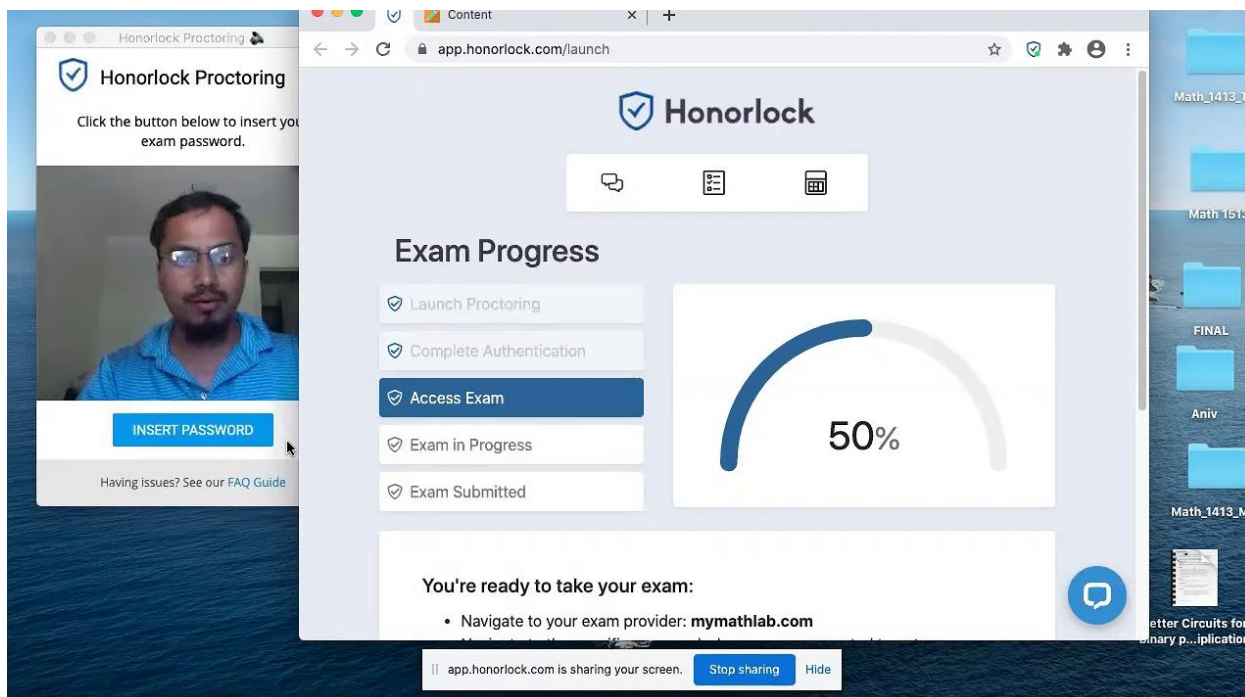 Honorlock Proctoring
Honorlock Proctoring
Click the button below to insert you
exam password.
INSERT PASSWORD
Having issues? See our FAQ Guide
Content
app.honorlock.com/launch
Honorlock
Exam Progress
Launch Proctoring
Complete Authentication
Access Exam
Exam in Progress
Exam Submitted
50%
You're ready to take your exam:
• Navigate to your exam provider: mymathlab.com
app.honorlock.com is sharing your screen.
Stop sharing
Hide
Math_1413_T
Math 1513
FINAL
Aniv
Math_1413_M
etter Circuits for
inary p...iplication